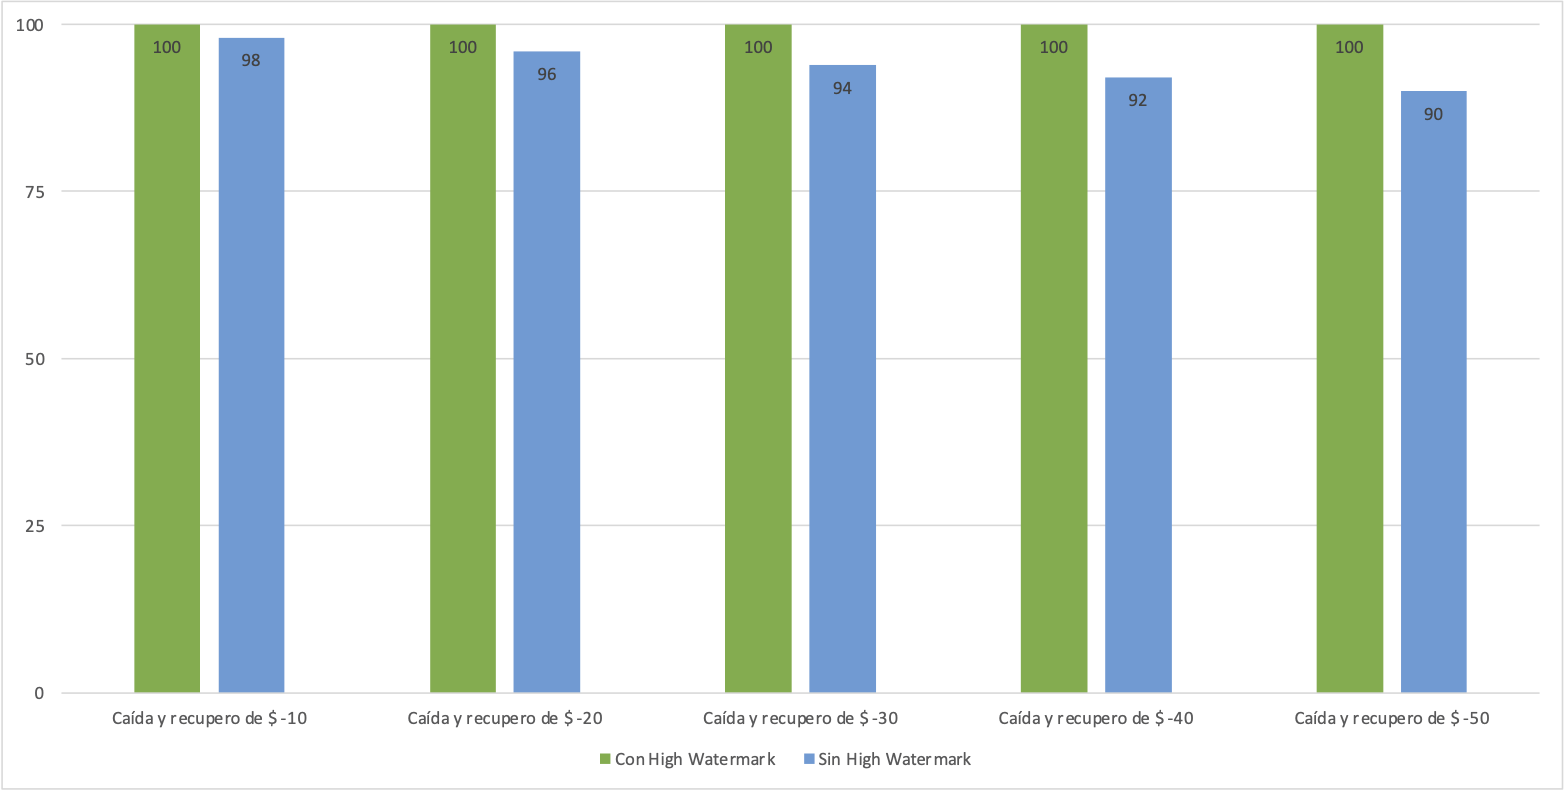 100
75
50
25
0
100
98
100
96
100
94
100
92
100
90
Caída y recupero de $ -10
Caída y recupero de $ -20
Caída y recupero de $ -30
Caída y recupero de $ -40
Caída y recupero de $ -50
Con High Watermark
Sin High Watermark